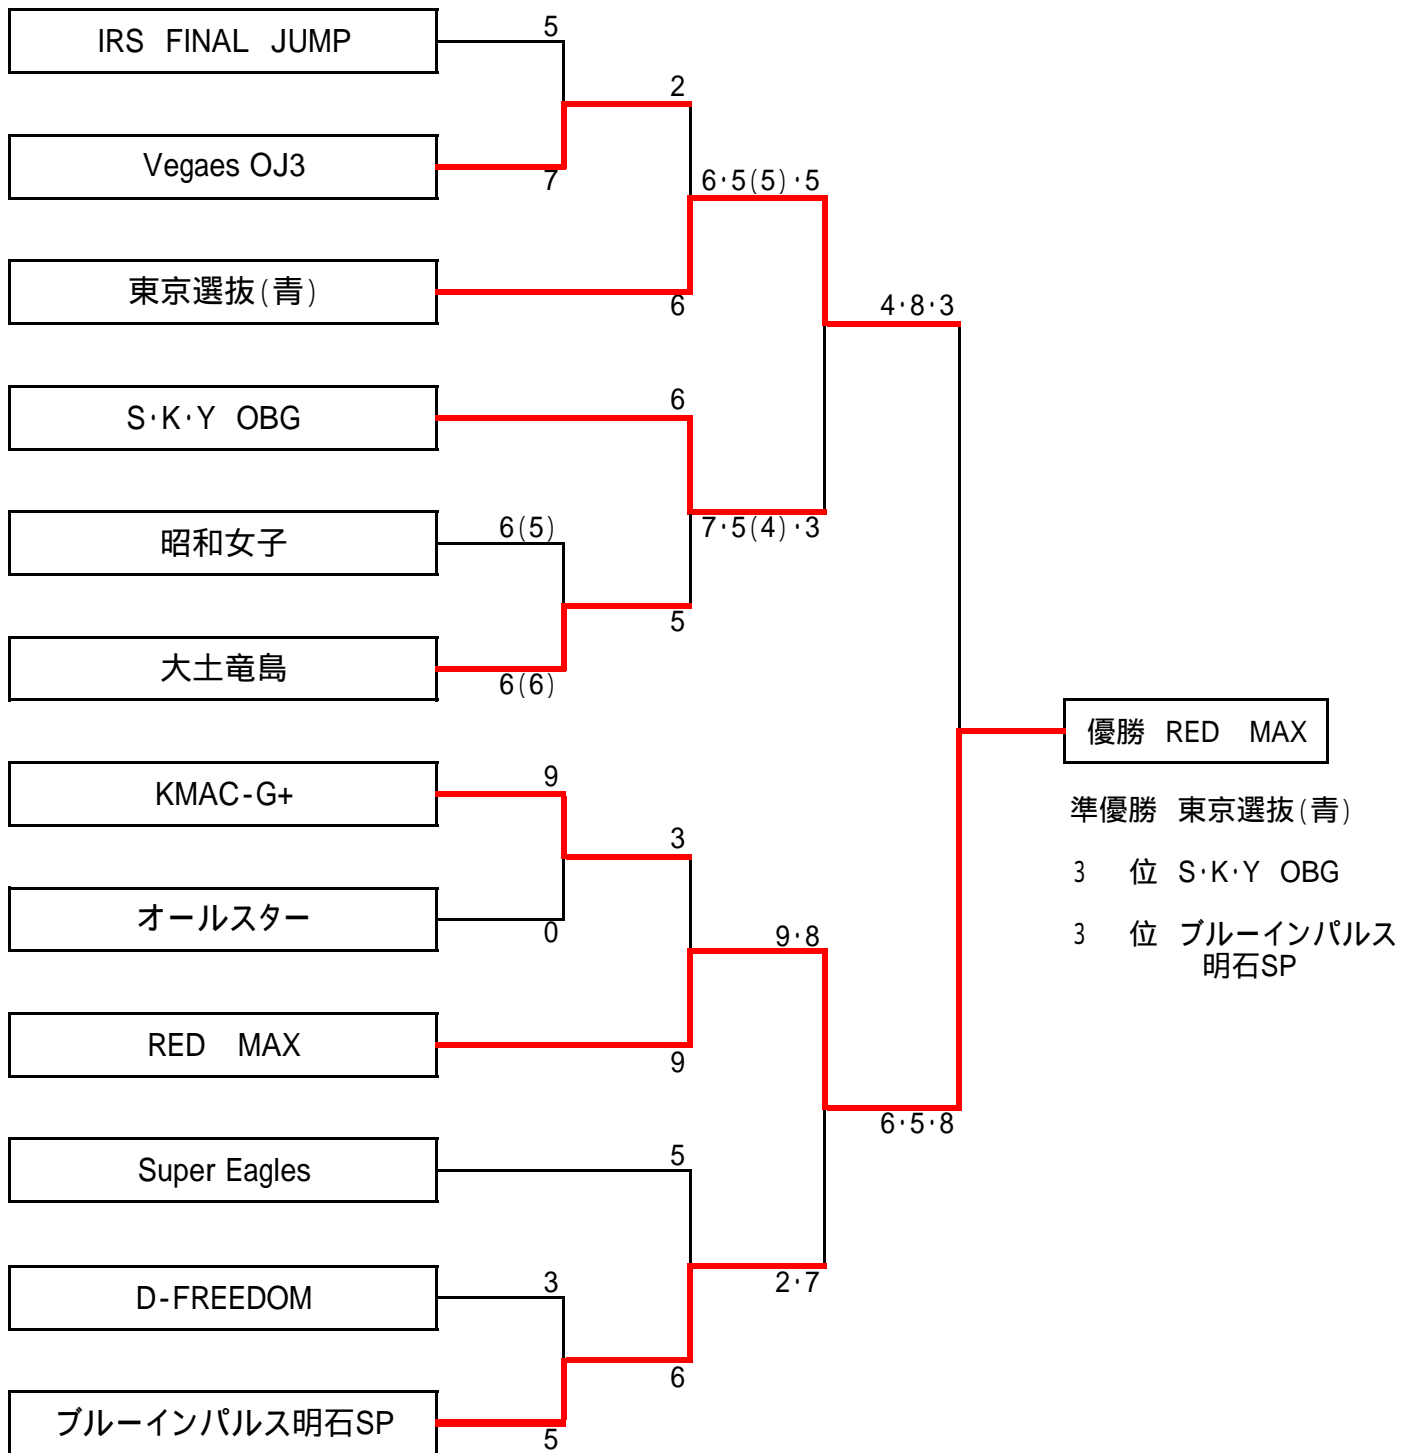 IRS FINAL JUMP
5
2
Vegaes OJ3
7
6・5(5)・5
東京選抜(青)
6
4・8・3
S・K・Y OBG
6
昭和女子
6(5)
7・5(4)・3
大土竜島
6(6)
5
優勝 RED MAX
KMAC-G+
9
準優勝 東京選抜(青)
3
3 位 S・K・Y OBG
オールスター
0
9・8
3 位 ブルーインパルス
明石SP
RED MAX
9
6・5・8
Super Eagles
5
D-FREEDOM
3
2・7
6
ブルーインパルス明石SP
5